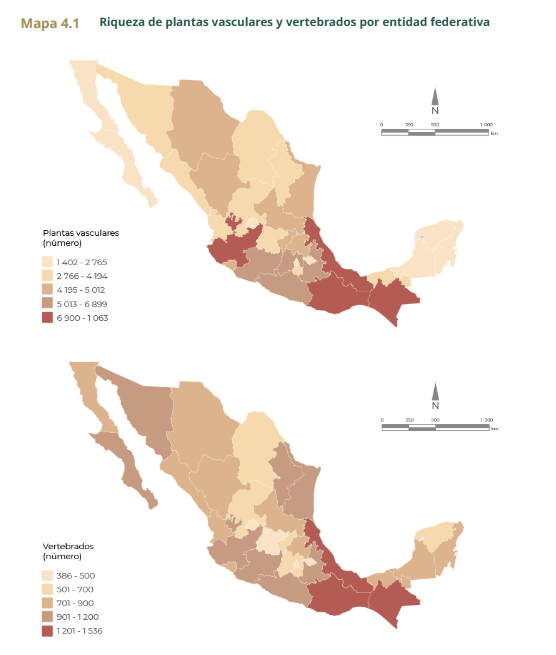 Mapa 4.1 Riqueza de plantas vasculares y vertebrados por entidad federativa
N
0 250 500 1 000
km
Plantas vasculares
(número)
1 402 - 2 765
2 766 - 4 194
4 195 - 5 012
5 013 - 6 899
6 900 - 1 063
N
0 250 500 1 000
km
Vertebrados
(número)
386 - 500
501 - 700
701 - 900
901 - 1 200
1 201 - 1 536